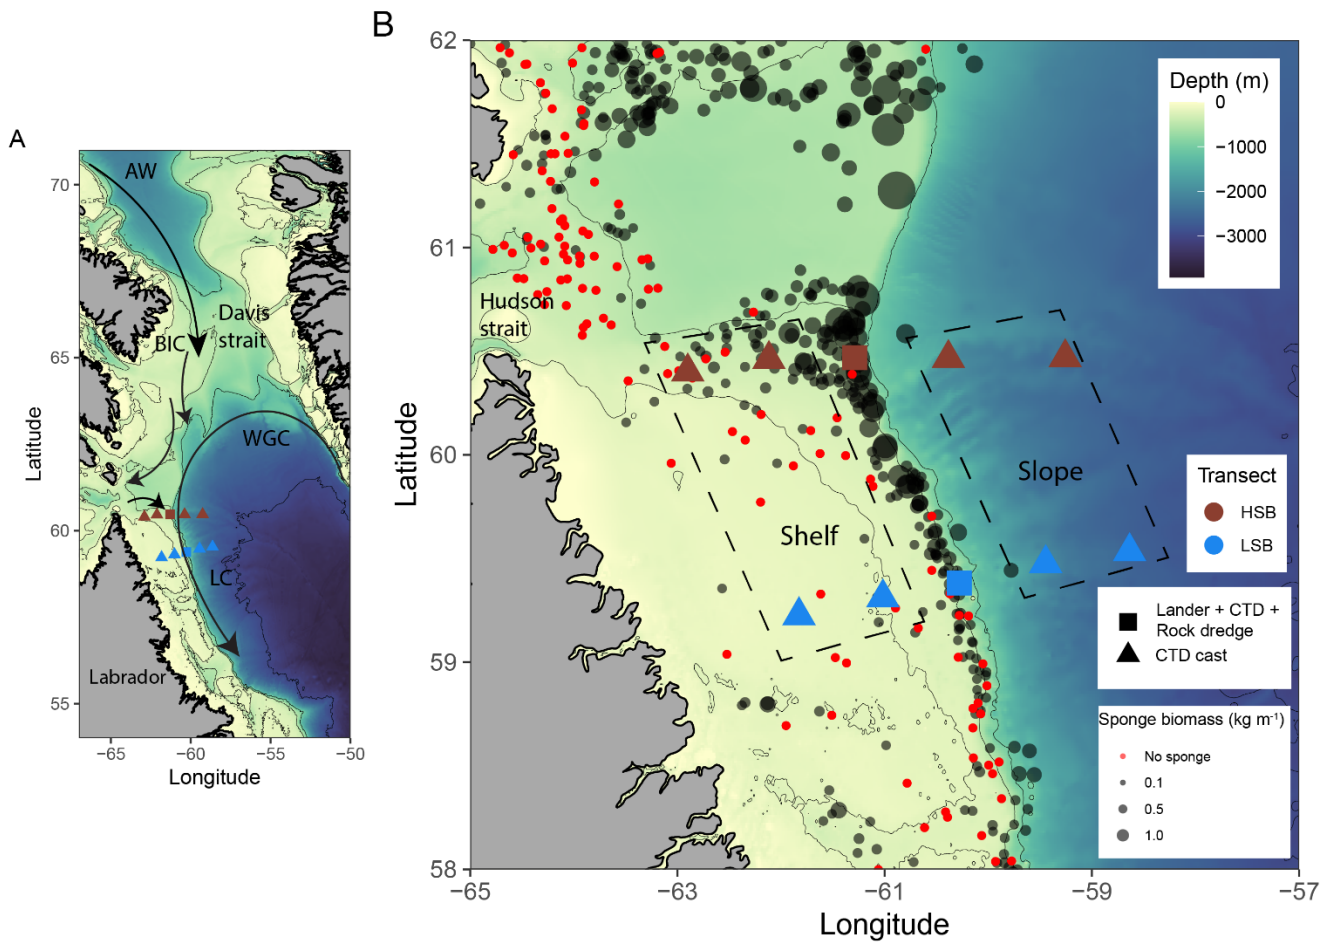 A
AW
Davis
strait
BIC
WGC
LC
Labrador
70
65
60
55
−65
−60
−55
−50
Latitude
Longitude
B
62
61
60
59
58
−65
−63
−61
−59
−57
Latitude
Longitude
Hudson
strait
Shelf
Slope
Depth (m)
0
−1000
−2000
−3000
Transect
HSB
LSB
Lander + CTD +
Rock dredge
CTD cast
Sponge biomass (kg m⁻¹)
No sponge
0.1
0.5
1.0